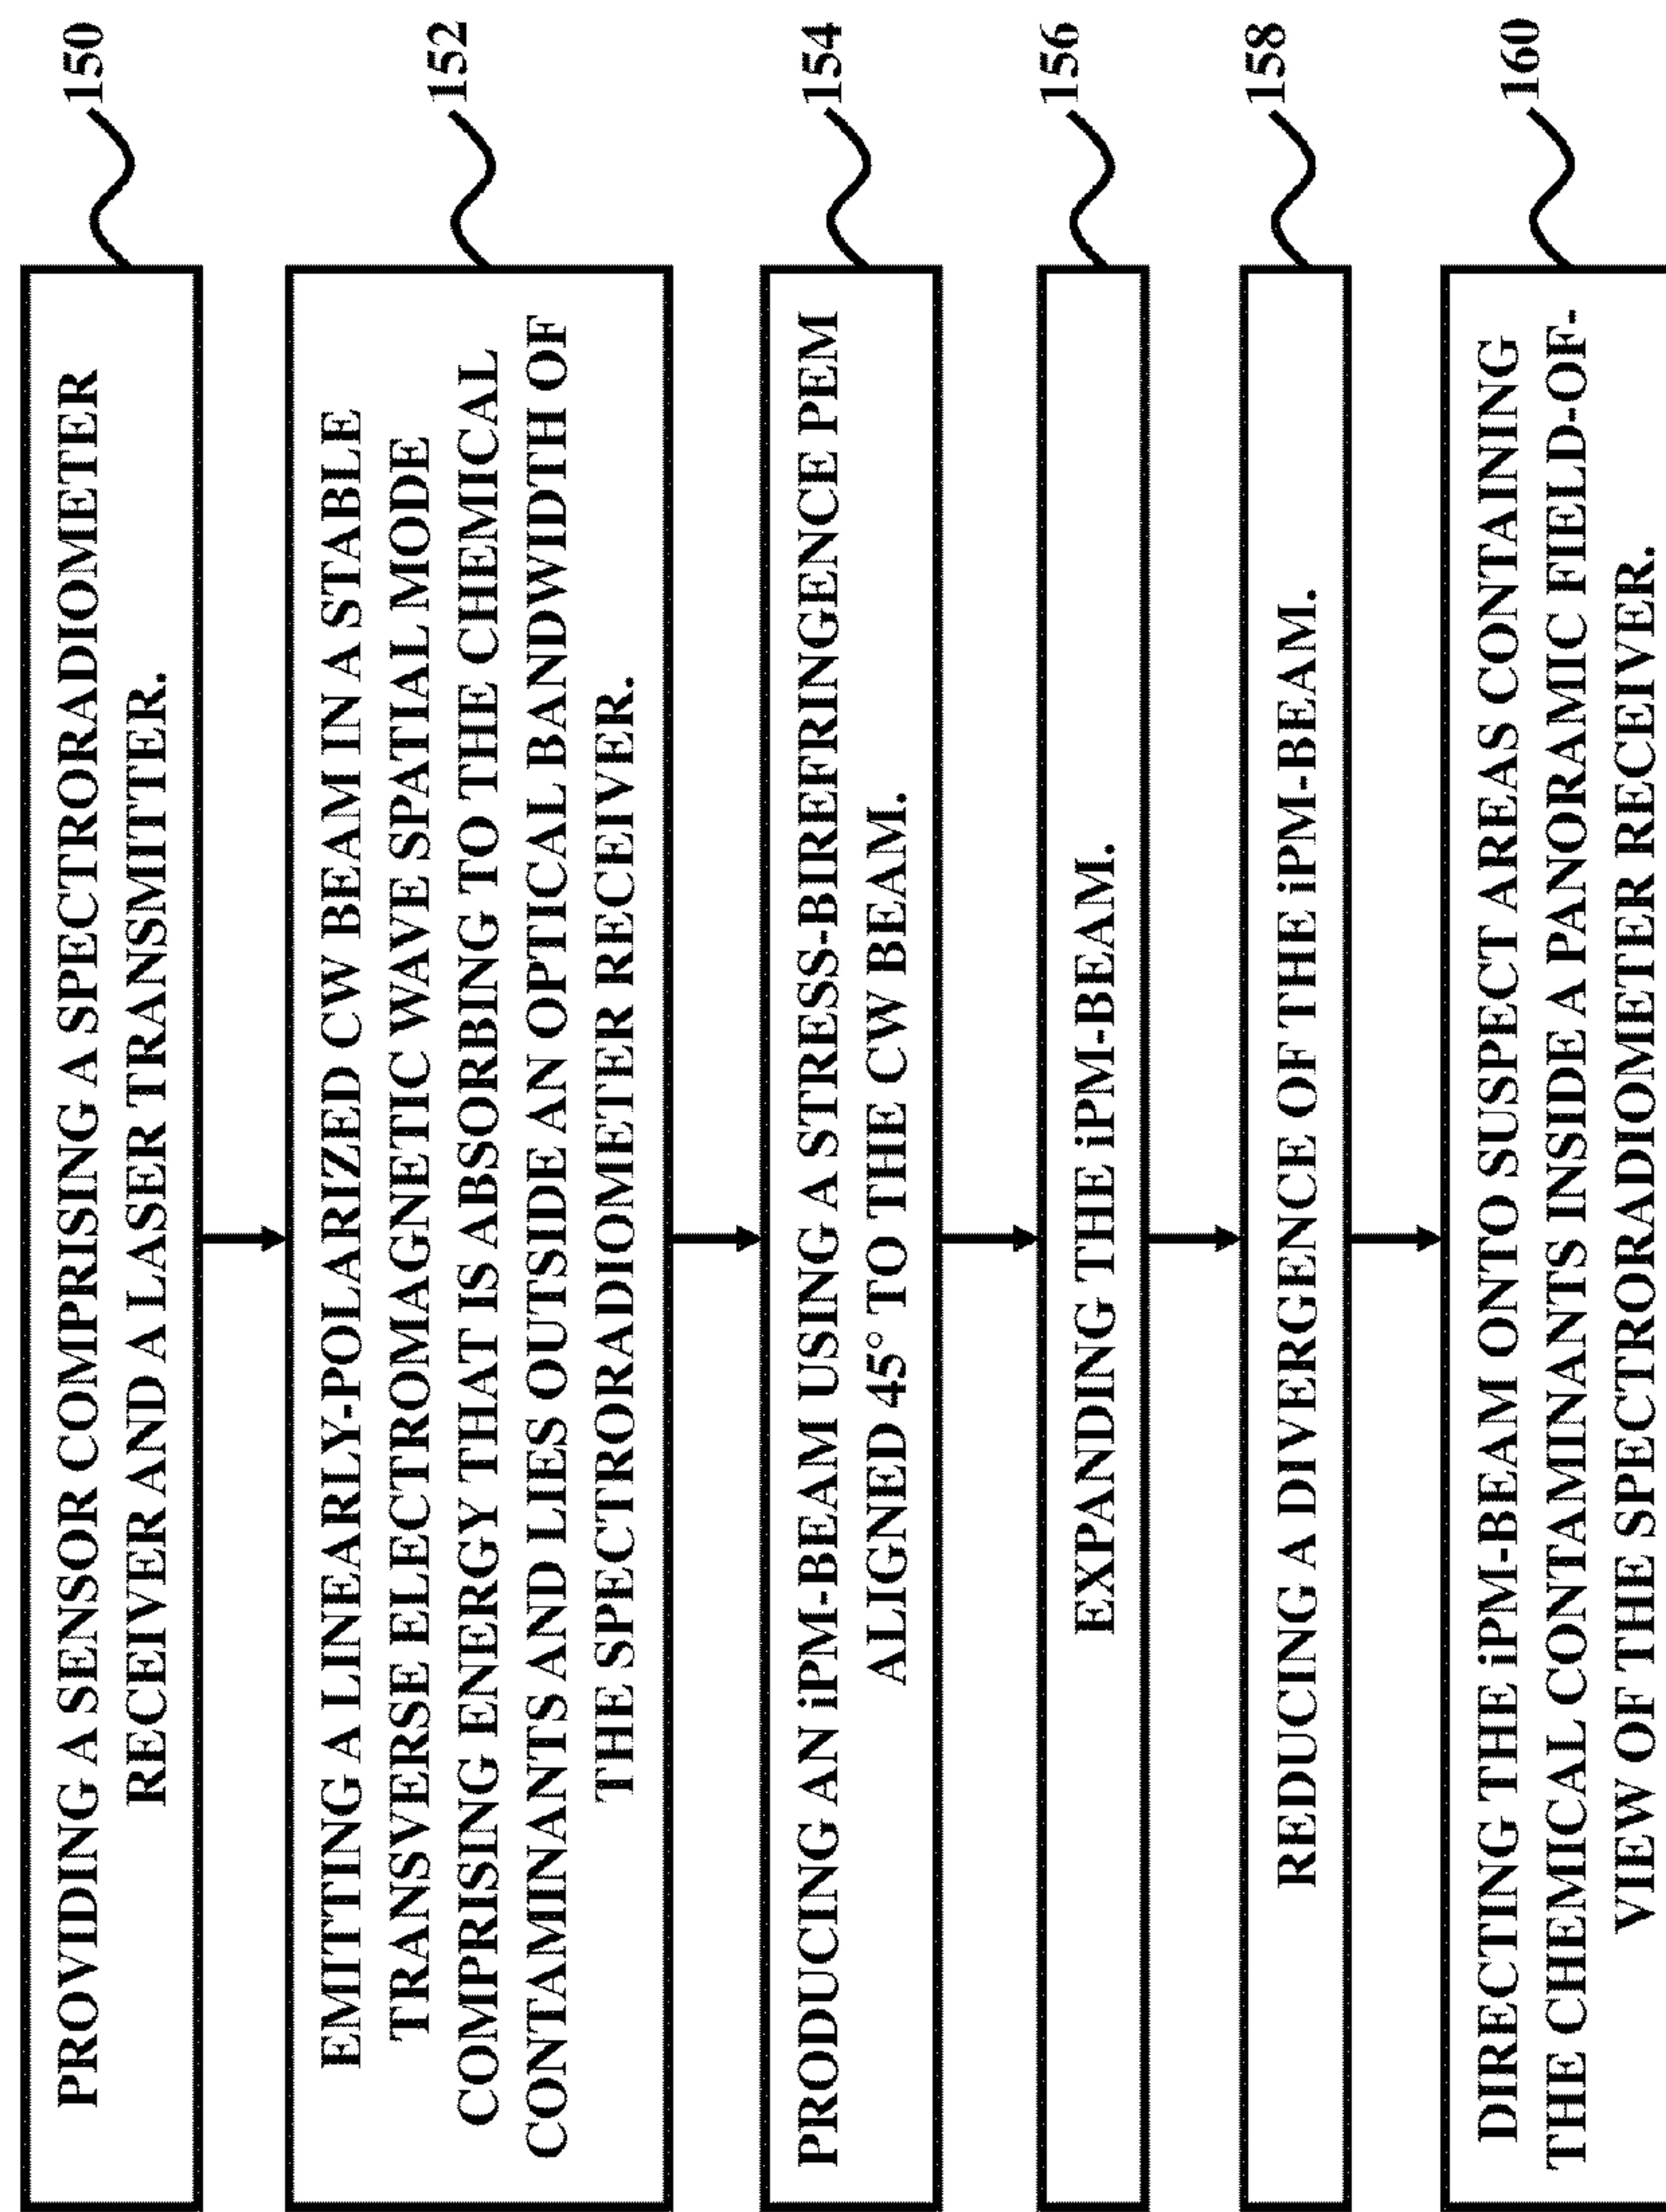 PROVIDING A SENSOR COMPRISING A SPECTRORADIOMETER
RECEIVER AND A LASER TRANSMITTER.
150
EMITTING A LINEARLY-POLARIZED CW BEAM IN A STABLE
TRANSVERSE ELECTROMAGNETIC WAVE SPATIAL MODE
COMPRISING ENERGY THAT IS ABSORBING TO THE CHEMICAL
CONTAMINANTS AND LIES OUTSIDE AN OPTICAL BANDWIDTH OF
THE SPECTRORADIOMETER RECEIVER.
152
PRODUCING AN iPM-BEAM USING A STRESS-BIREFRINGENCE PEM
ALIGNED 45° TO THE CW BEAM.
154
EXPANDING THE iPM-BEAM.
156
REDUCING A DIVERGENCE OF THE iPM-BEAM.
158
DIRECTING THE iPM-BEAM ONTO SUSPECT AREAS CONTAINING
THE CHEMICAL CONTAMINANTS INSIDE A PANORAMIC FIELD-OF-
VIEW OF THE SPECTRORADIOMETER RECEIVER.
160